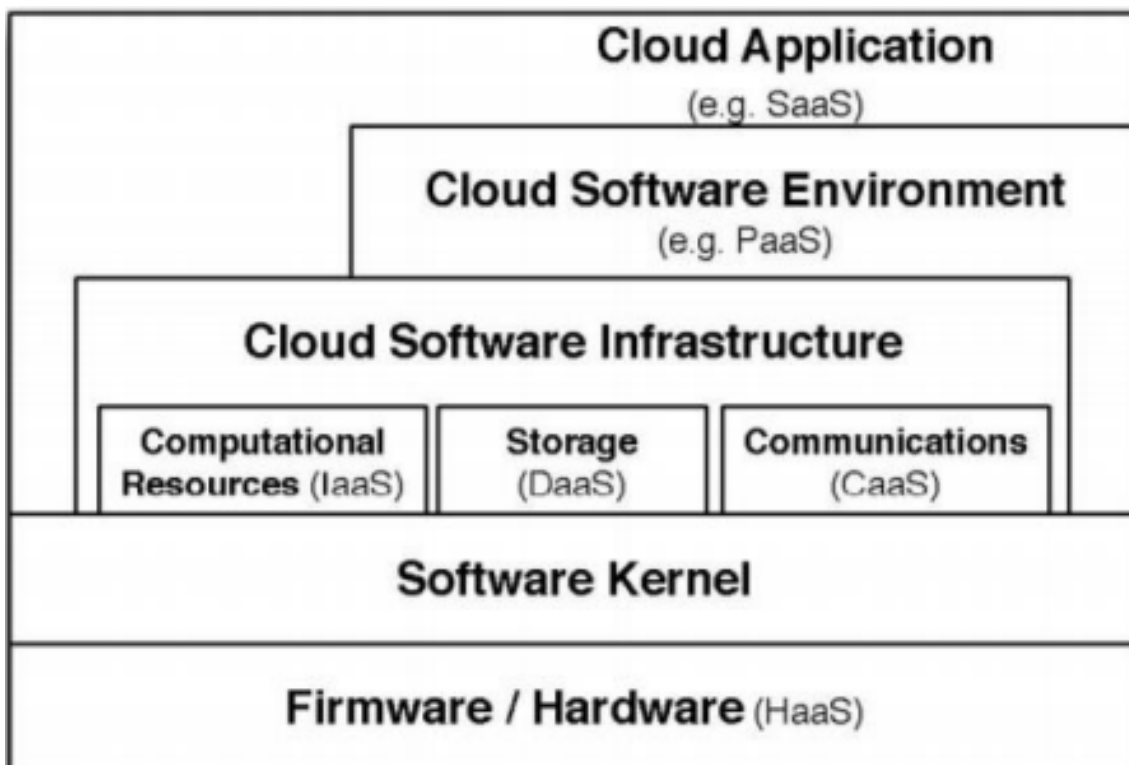 Cloud Application
(e.g. SaaS)
Cloud Software Environment
(e.g. PaaS)
Cloud Software Infrastructure
Computational
Resources (IaaS)
Storage
(DaaS)
Communications
(CaaS)
Software Kernel
Firmware / Hardware (HaaS)